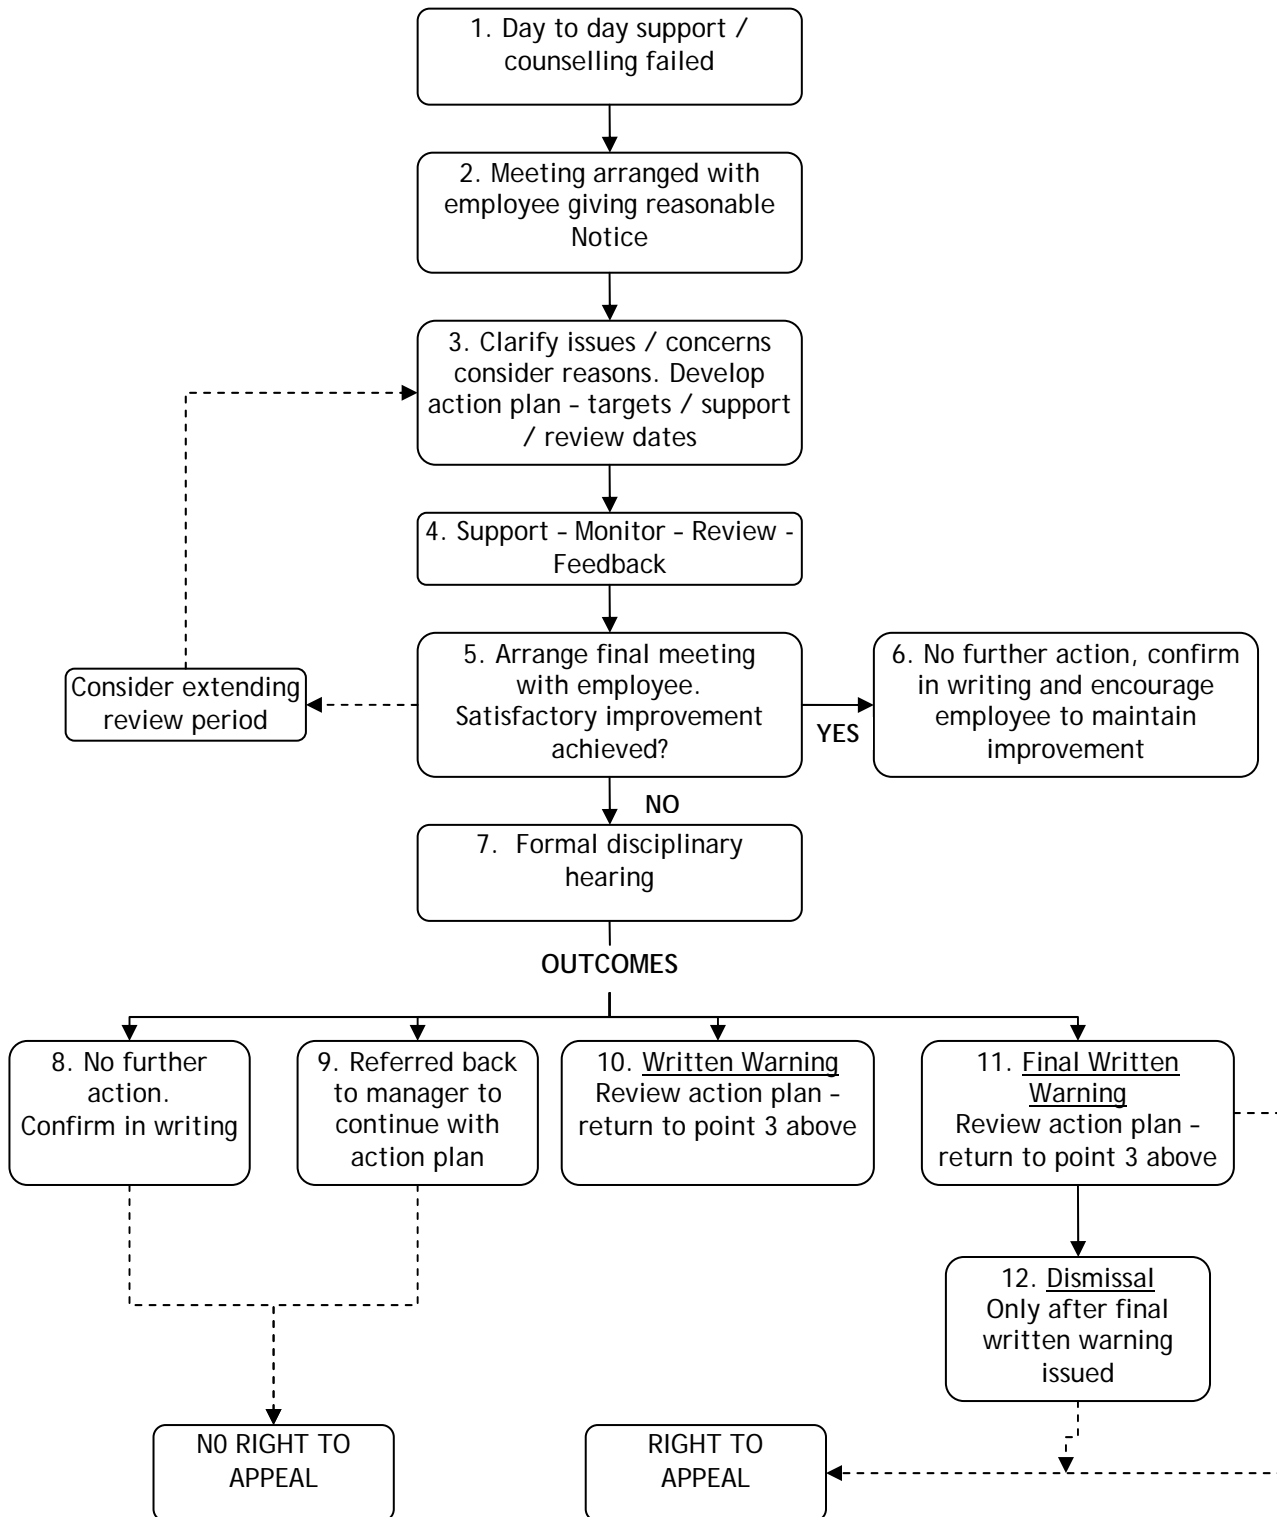 1. Day to day support /
counselling failed
2. Meeting arranged with
employee giving reasonable
Notice
3. Clarify issues / concerns
consider reasons. Develop
action plan – targets / support
/ review dates
4. Support – Monitor – Review -
Feedback
Consider extending
review period
5. Arrange final meeting
with employee.
Satisfactory improvement
achieved?
YES
6. No further action, confirm
in writing and encourage
employee to maintain
improvement
NO
7. Formal disciplinary
hearing
OUTCOMES
8. No further
action.
Confirm in writing
9. Referred back
to manager to
continue with
action plan
10. Written Warning
Review action plan –
return to point 3 above
11. Final Written
Warning
Review action plan –
return to point 3 above
12. Dismissal
Only after final
written warning
issued
N0 RIGHT TO
APPEAL
RIGHT TO
APPEAL